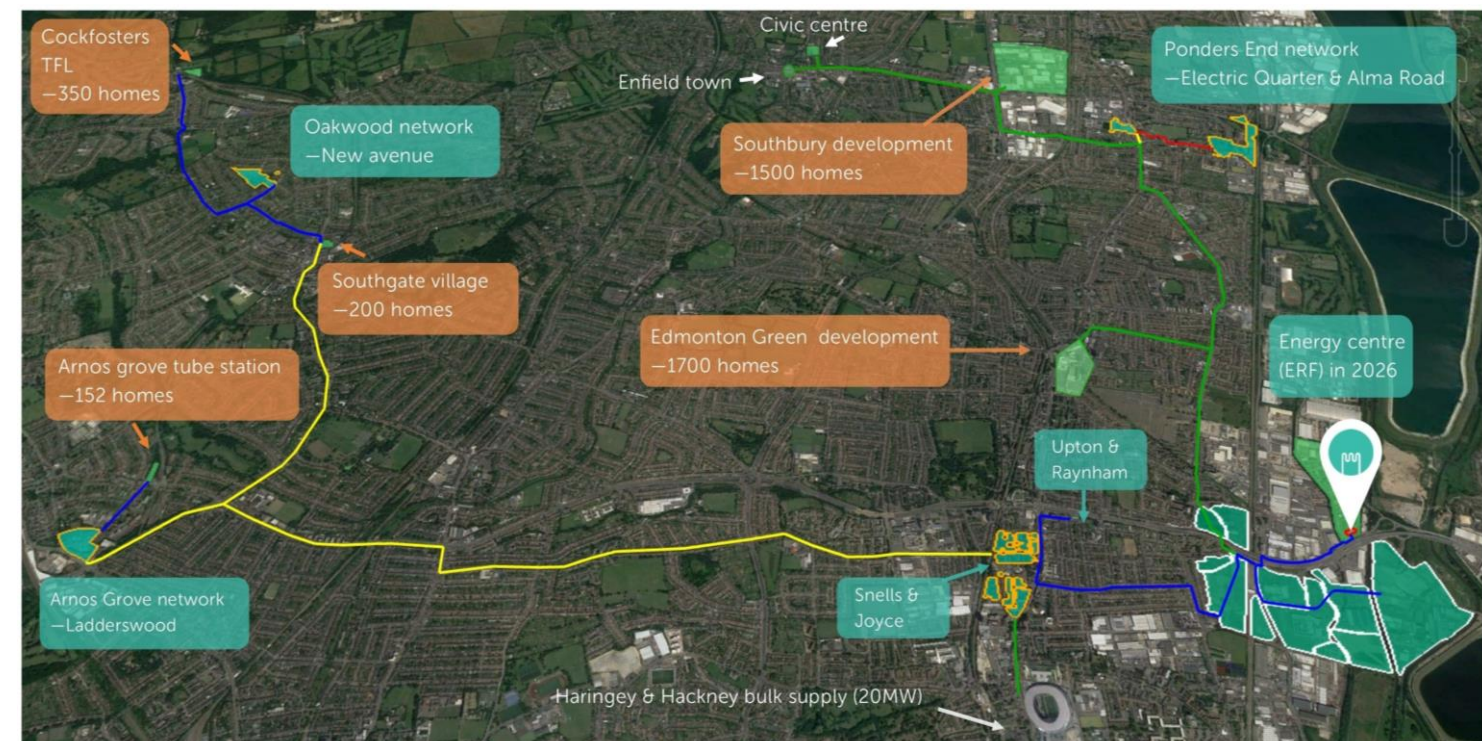 Cockfosters
TFL
—350 homes
Civic centre
Enfield town
Ponders End network
—Electric Quarter & Alma Road
Oakwood network
—New avenue
Southbury development
—1500 homes
Southgate village
—200 homes
Edmonton Green development
—1700 homes
Energy centre
(ERF) in 2026
Arnos grove tube station
—152 homes
Upton &
Raynham
Arnos Grove network
—Ladderswood
Snells &
Joyce
Haringey & Hackney bulk supply (20MW)